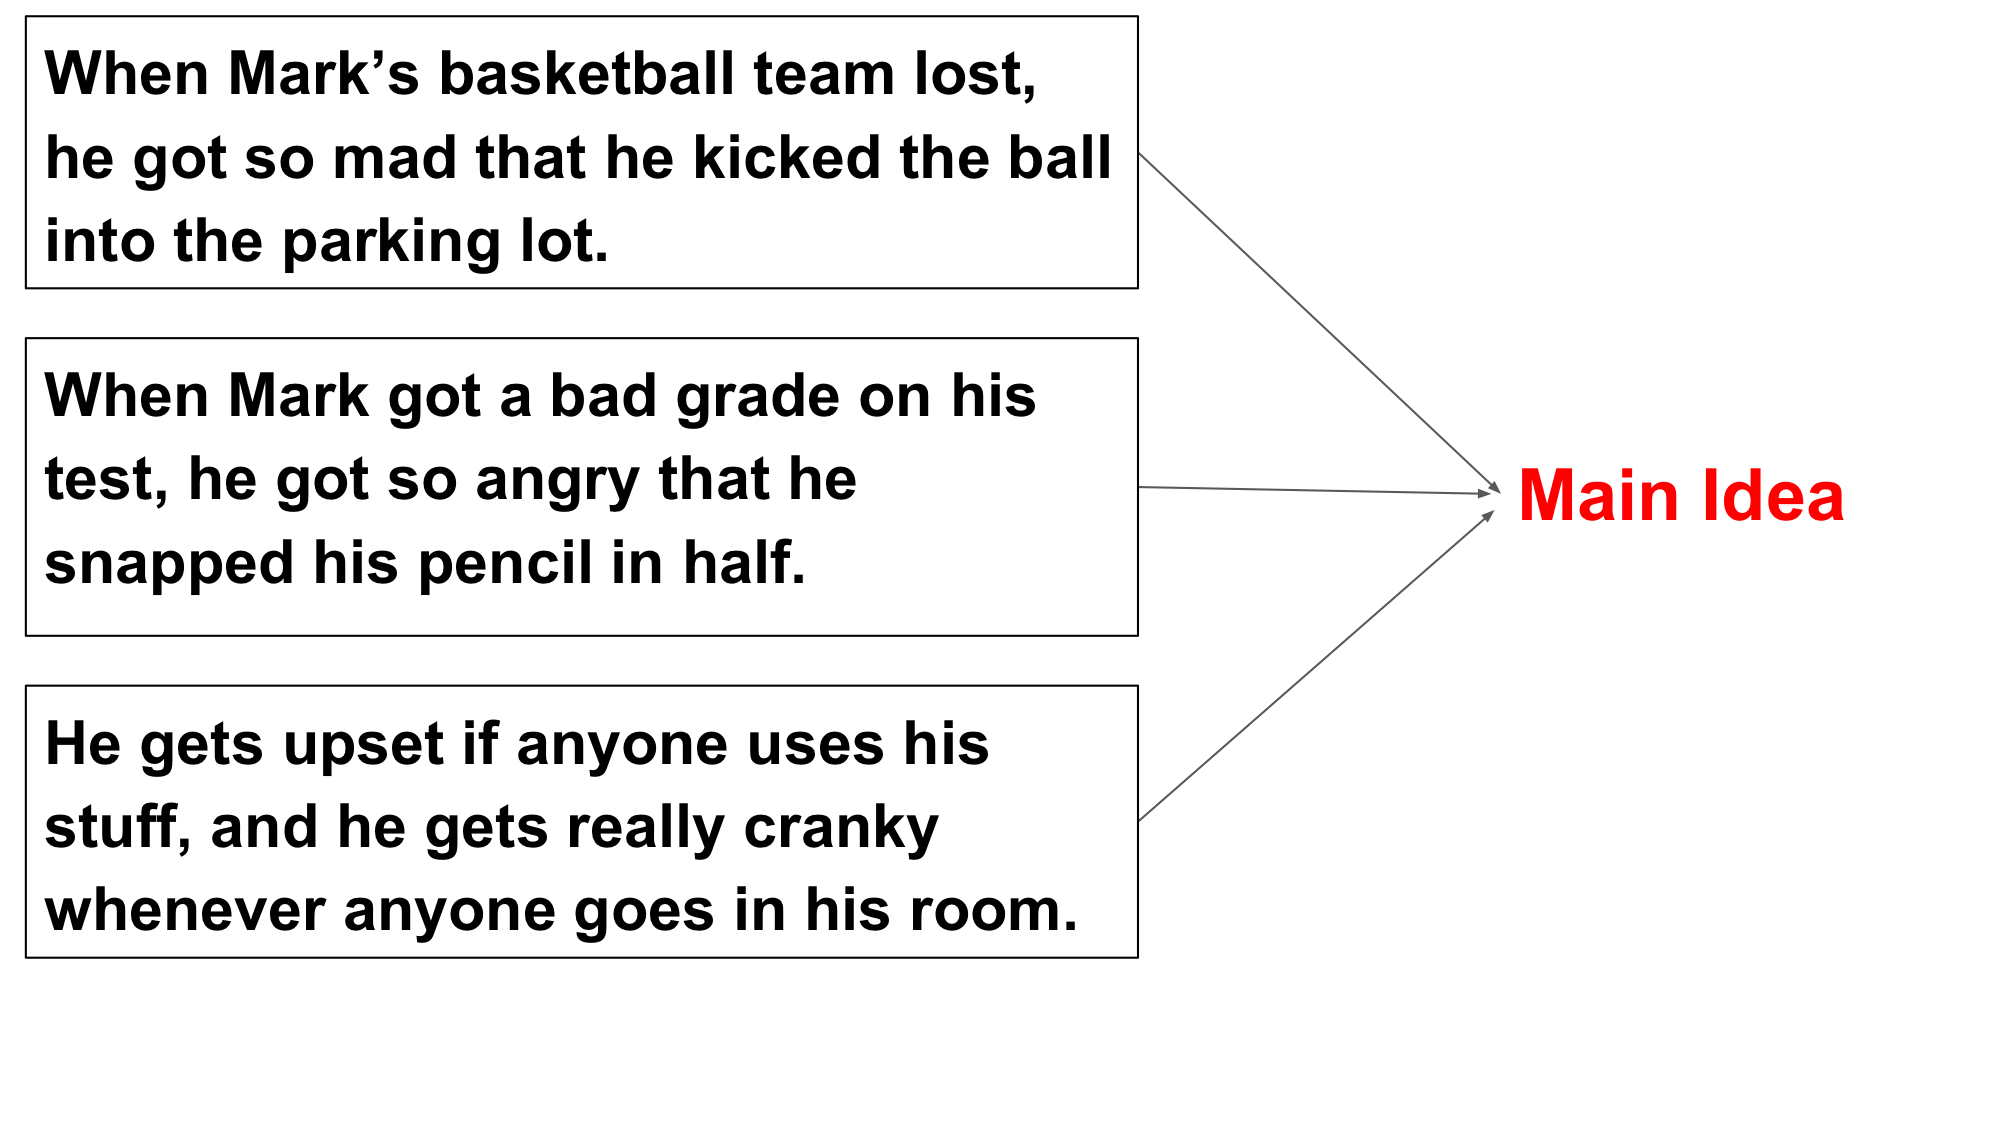 When Mark’s basketball team lost,
he got so mad that he kicked the ball
into the parking lot.
When Mark got a bad grade on his
test, he got so angry that he
snapped his pencil in half.
He gets upset if anyone uses his
stuff, and he gets really cranky
whenever anyone goes in his room.
Main Idea